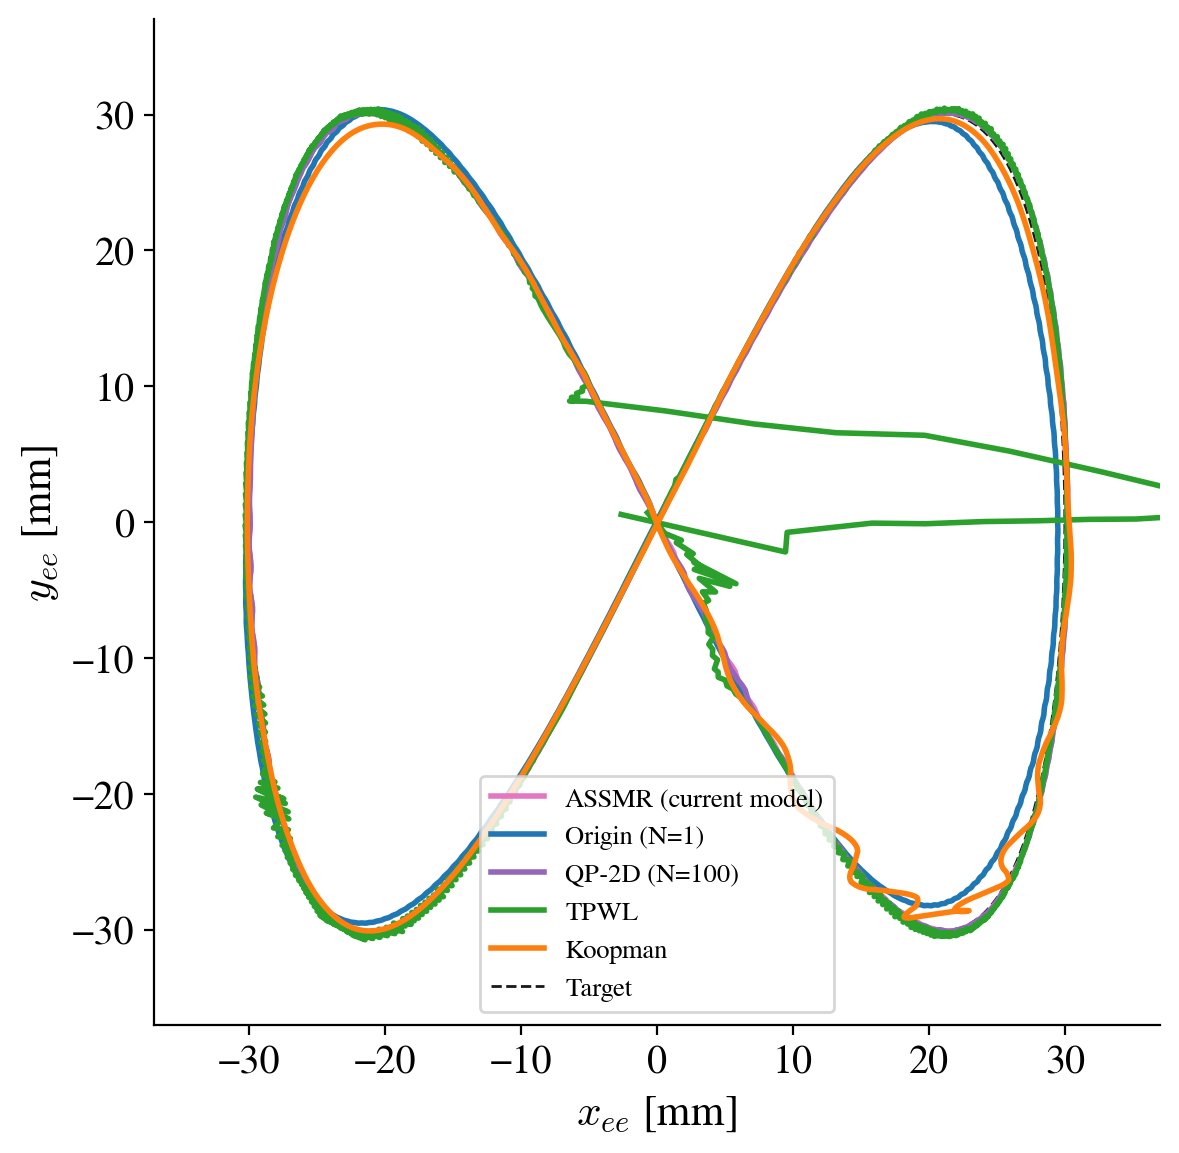 30
20
10
0
−10
−20
−30
y_ee [mm]
ASSMR (current model)
Origin (N=1)
QP-2D (N=100)
TPWL
Koopman
Target
−30 −20 −10 0 10 20 30
x_ee [mm]